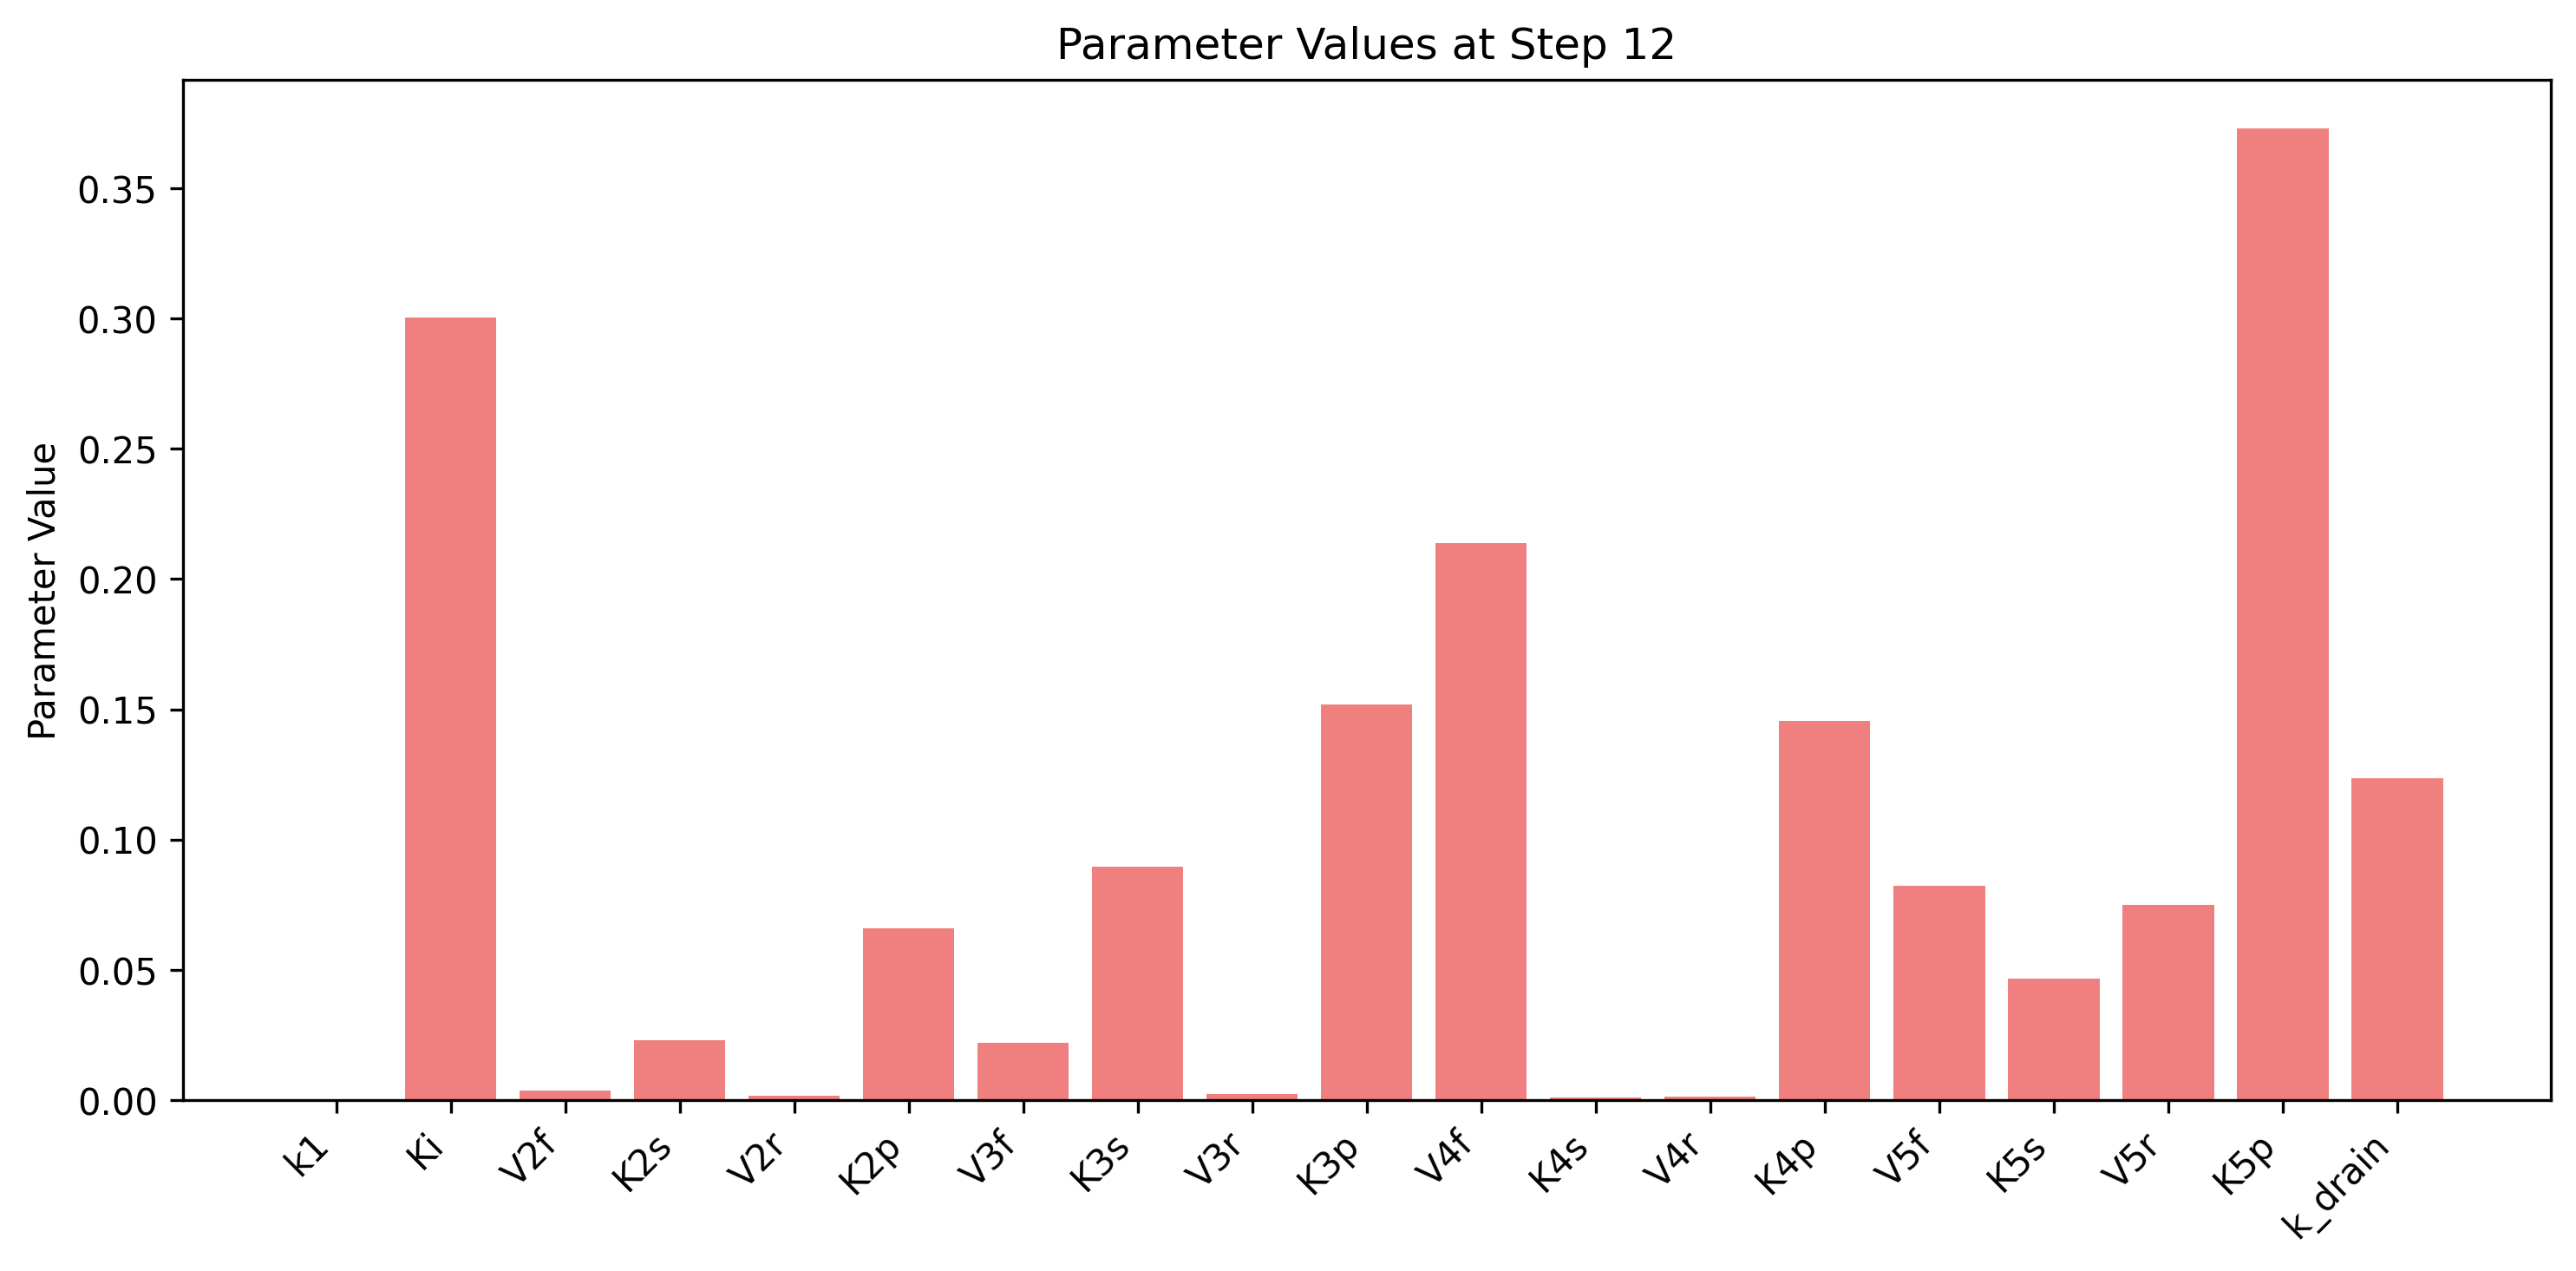 Parameter Values at Step 12
Parameter Value
0.35
0.30
0.25
0.20
0.15
0.10
0.05
0.00
k1
Ki
V2f
K2s
V2r
K2p
V3f
K3s
V3r
K3p
V4f
K4s
V4r
K4p
V5f
K5s
V5r
K5p
k_drain